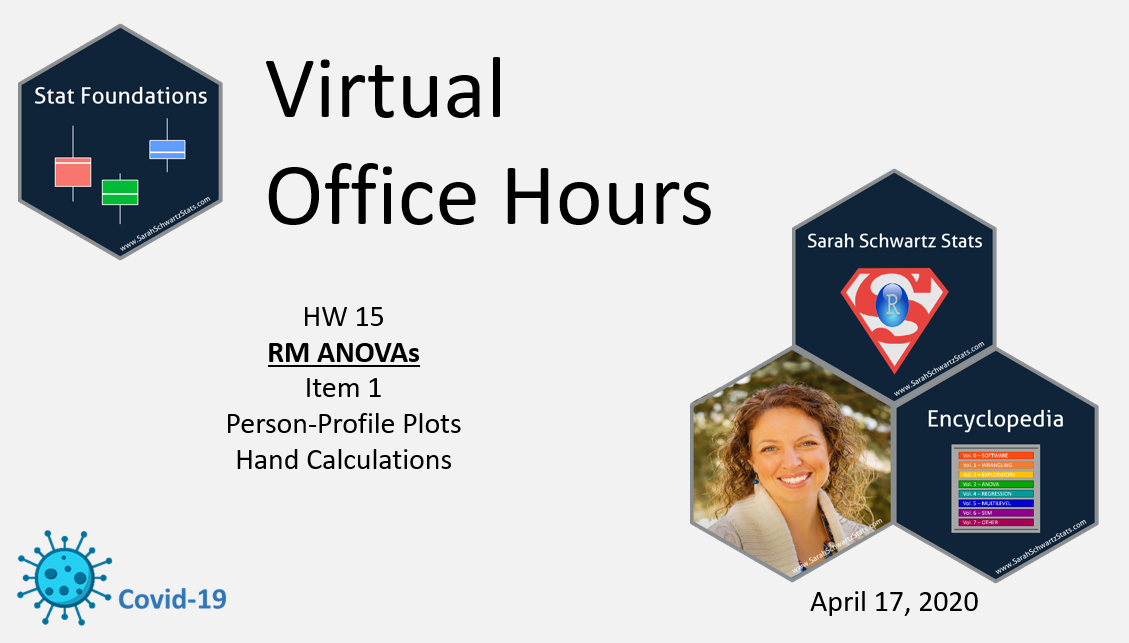 Stat Foundations
www.SarahSchwartzStats.com
Virtual
Office Hours
HW 15
RM ANOVAs
Item 1
Person-Profile Plots
Hand Calculations
Sarah Schwartz Stats
S
R
www.SarahSchwartzStats.com
www.SarahSchwartzStats.com
Encyclopedia
Vol. 0 – SOFTWARE
Vol. 1 – WRANGLING
Vol. 2 – EXPLORATION
Vol. 3 – ANOVA
Vol. 4 – REGRESSION
Vol. 5 – MULTILEVEL
Vol. 6 – SEM
Vol. 7 – OTHER
www.SarahSchwartzStats.com
Covid-19
April 17, 2020